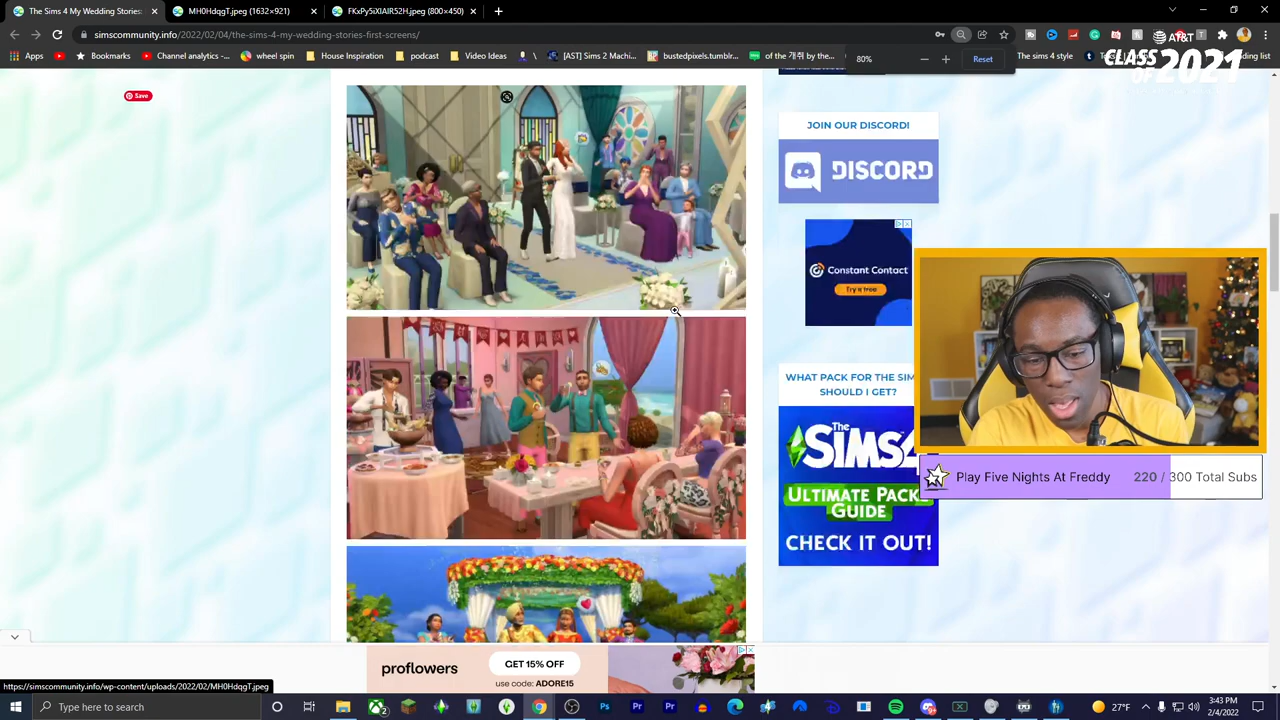 The Sims 4 My Wedding Stories:
MH0HdqgT.jpeg (1632×921)
FKxPy5iXIAIR52H.jpeg (800×450)
simscommunity.info/2022/02/04/the-sims-4-my-wedding-stories-first-screens/
AT&T
CLASS OF 2021
Apps
YouTube
Channel analytics -...
wheel spin
House Inspiration
podcast
Video Ideas
[AST] Sims 2 Machi...
bustedpixels.tumblr...
80%
Reset
The sims 4 style
Save
JOIN OUR DISCORD!
DISCORD
Constant Contact
WHAT PACK FOR THE SIM
SHOULD I GET?
THE SIMS 4
ULTIMATE PACK
GUIDE
CHECK IT OUT!
Play Five Nights At Freddy 220 / 300 Total Subs
proflowers
GET 15% OFF
use code: ADORE15
https://simscommunity.info/wp-content/uploads/2022/02/MH0HdqgT.jpeg
Type here to search
27°F
3:43 PM
2/4/2022